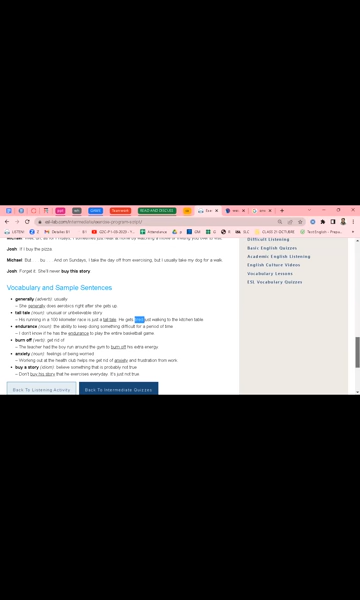 esl-lab.com/intermediate/exercise-program-script/
Josh: If I buy the pizza.
Michael: But . . . bu . . . And on Sundays, I take the day off from exercising, but I usually take my dog for a walk.
Josh: Forget it. She'll never buy this story.
Vocabulary and Sample Sentences
generally (adverb): usually
– She generally does aerobics right after she gets up.
tall tale (noun): unusual or unbelievable story
– His running in a 100 kilometer race is just a tall tale. He gets tired just walking to the kitchen table.
endurance (noun): the ability to keep doing something difficult for a period of time
– I don't know if he has the endurance to play the entire basketball game.
burn off (verb): get rid of
– The teacher had the boy run around the gym to burn off his extra energy.
anxiety (noun): feelings of being worried
– Working out at the health club helps me get rid of anxiety and frustration from work.
buy a story (idiom): believe something that is probably not true
– Don't buy his story that he exercises everyday. It's just not true.
Back To Listening Activity
Back To Intermediate Quizzes
Difficult Listening
Basic English Quizzes
Academic English Listening
English Culture Videos
Vocabulary Lessons
ESL Vocabulary Quizzes